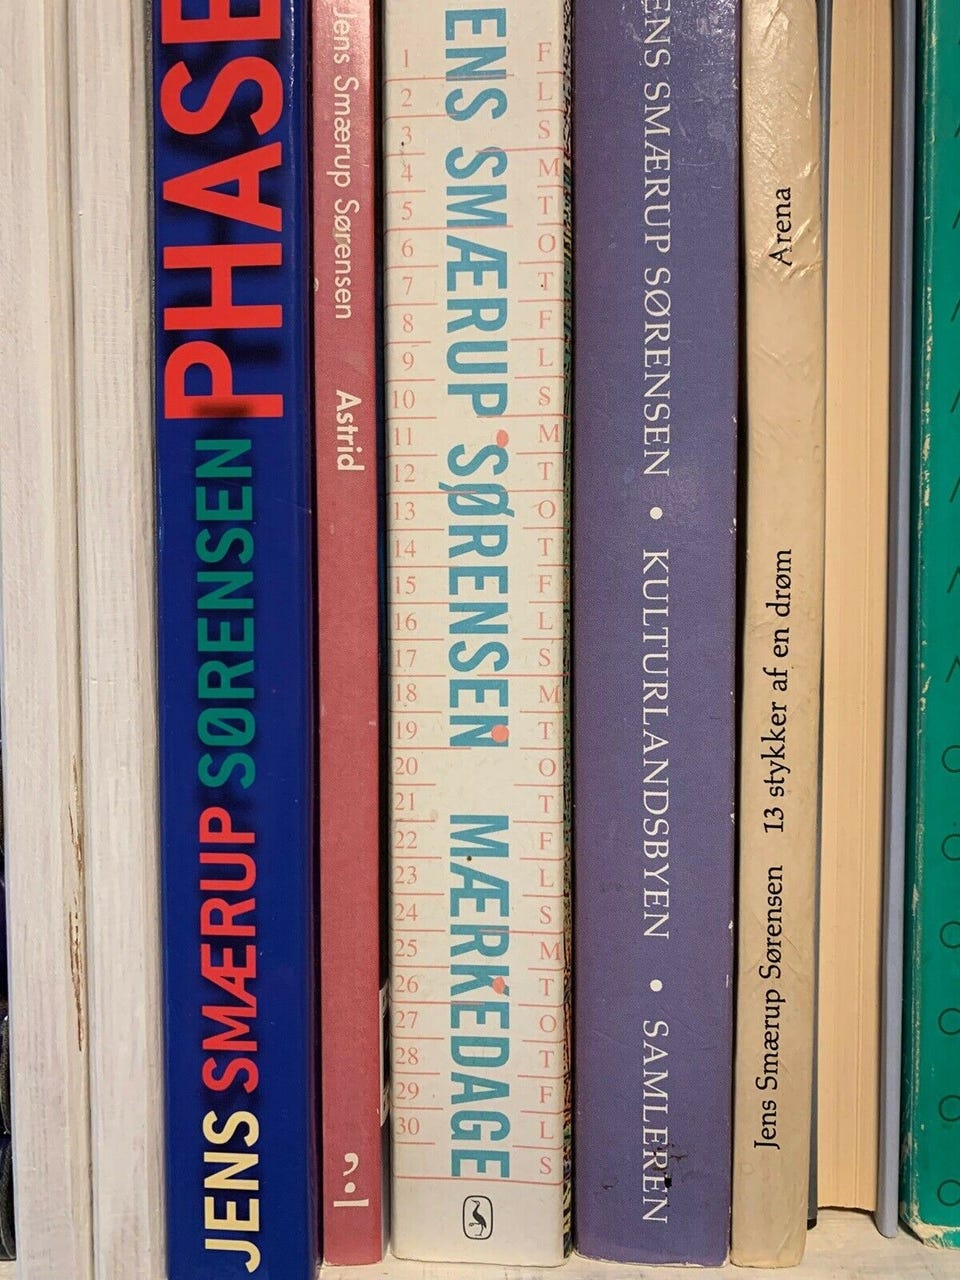 JENS SMÆRUP SØRENSEN PHASE
Jens Smærup Sørensen Astrid
ENS SMÆRUP SØRENSEN MÆRKEDAGE
1 F
2 L
3 S
4 M
5 T
6 O
7 T
8 F
9 L
10 S
11 M
12 T
13 O
14 T
15 F
16 L
17 S
18 M
19 T
20 O
21 T
22 F
23 L
24 S
25 M
26 T
27 O
28 T
29 F
30 L
S
ENS SMÆRUP SØRENSEN • KULTURLANDSBYEN • SAMLEREN
Jens Smærup Sørensen 13 stykker af en drøm Arena